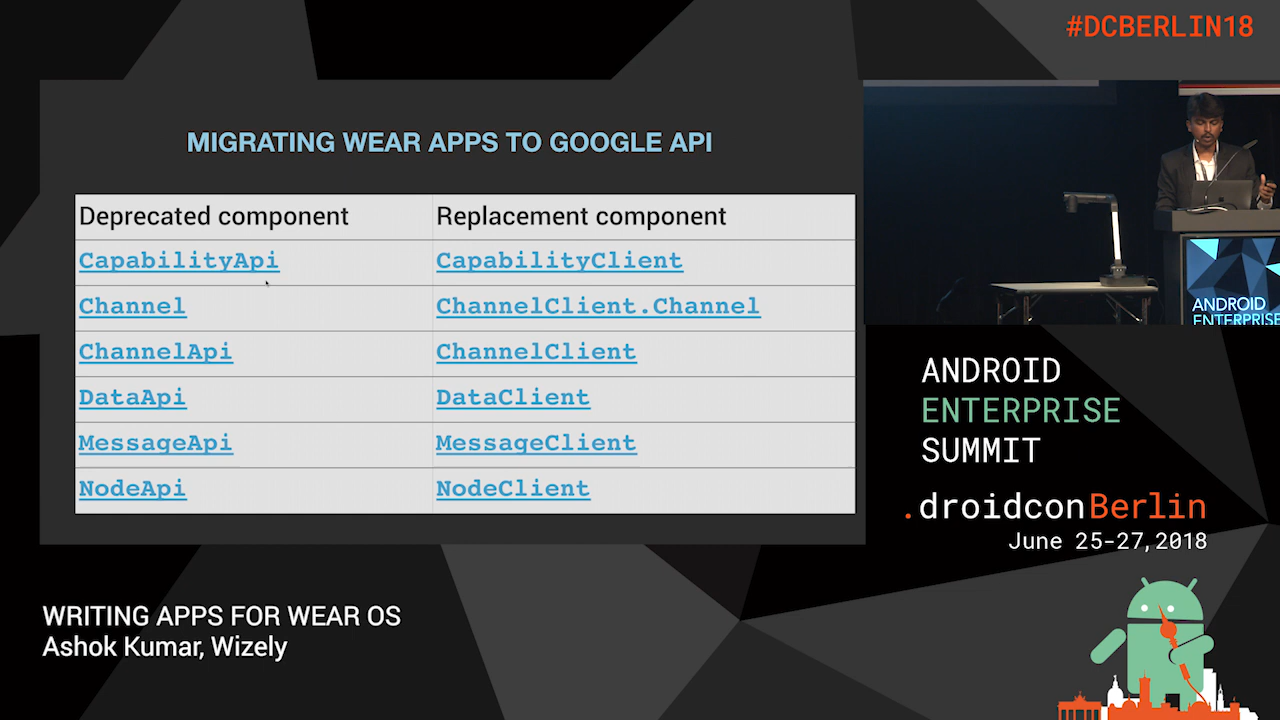 #DCBERLIN18
MIGRATING WEAR APPS TO GOOGLE API
Deprecated component Replacement component
CapabilityApi CapabilityClient
Channel ChannelClient.Channel
ChannelApi ChannelClient
DataApi DataClient
MessageApi MessageClient
NodeApi NodeClient
ANDROID
ENTERPRISE
ANDROID
ENTERPRISE
SUMMIT
.droidconBerlin
June 25-27,2018
WRITING APPS FOR WEAR OS
Ashok Kumar, Wizely